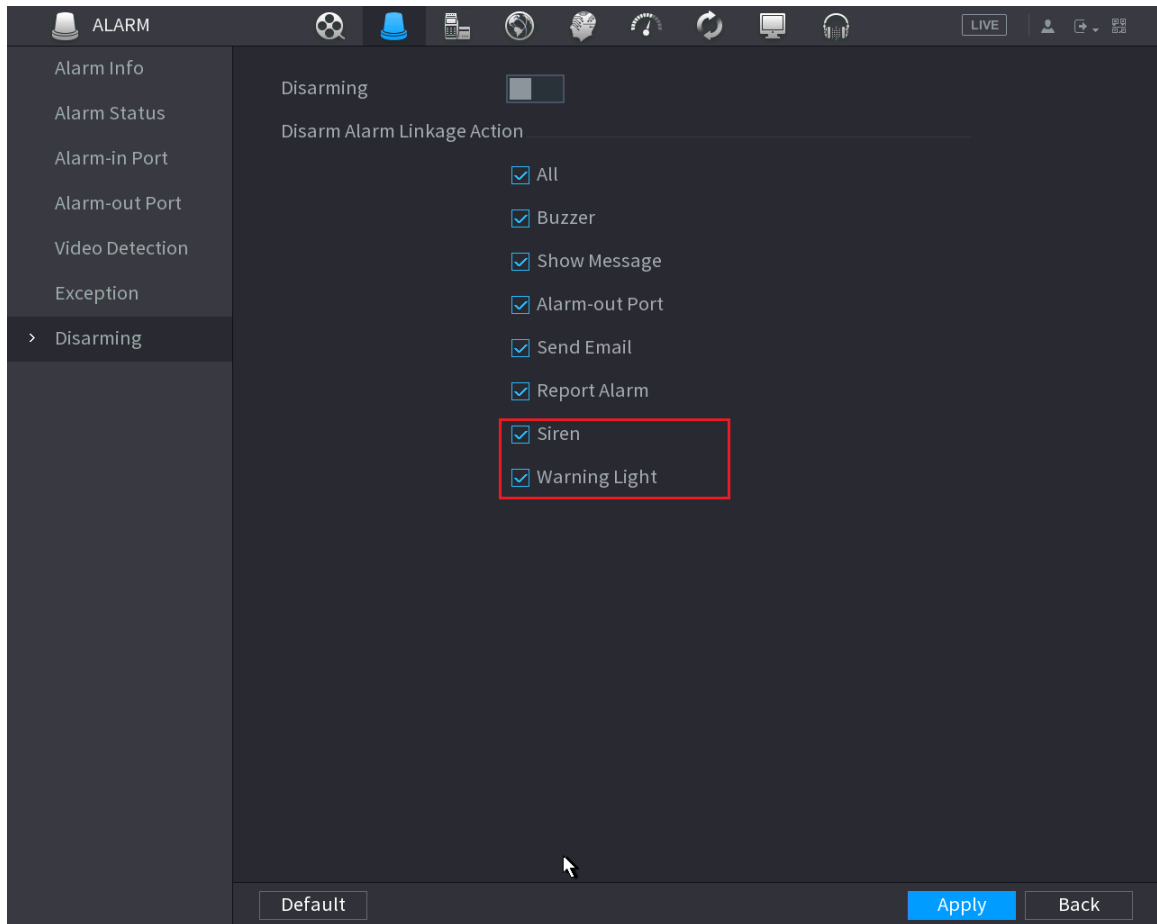 ALARM
LIVE
Alarm Info
Alarm Status
Alarm-in Port
Alarm-out Port
Video Detection
Exception
> Disarming
Disarming
Disarm Alarm Linkage Action
All
Buzzer
Show Message
Alarm-out Port
Send Email
Report Alarm
Siren
Warning Light
Default
Apply
Back